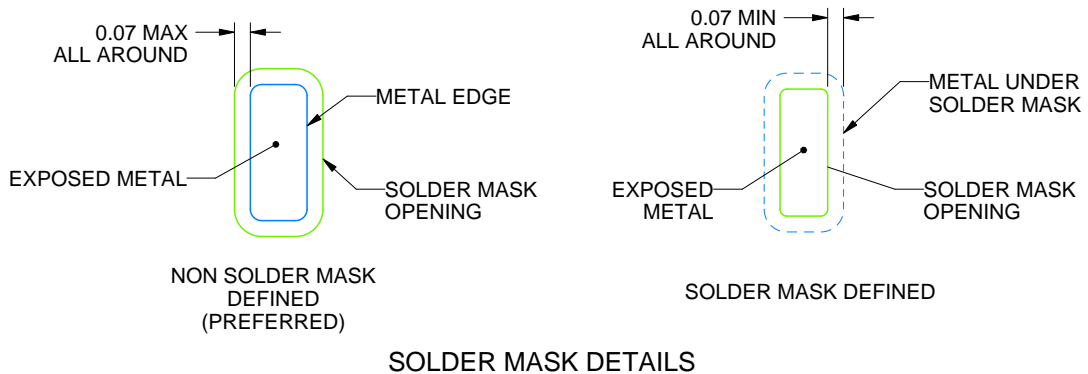 0.07 MAX
ALL AROUND
METAL EDGE
EXPOSED METAL
SOLDER MASK
OPENING
NON SOLDER MASK
DEFINED
(PREFERRED)
0.07 MIN
ALL AROUND
METAL UNDER
SOLDER MASK
EXPOSED
METAL
SOLDER MASK
OPENING
SOLDER MASK DEFINED
SOLDER MASK DETAILS